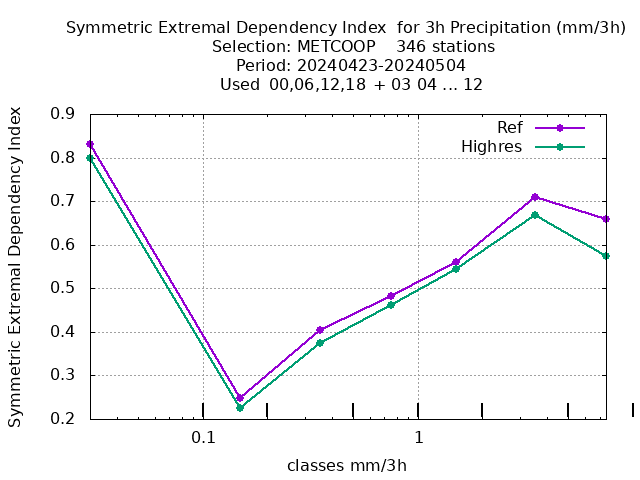 Symmetric Extremal Dependency Index  for 3h Precipitation (mm/3h)
Selection: METCOOP    346 stations
Period: 20240423-20240504
Used 00,06,12,18 + 03 04 ... 12
Symmetric Extremal Dependency Index
0.9
0.8
0.7
0.6
0.5
0.4
0.3
0.2
Ref
Highres
0.1
1
classes mm/3h